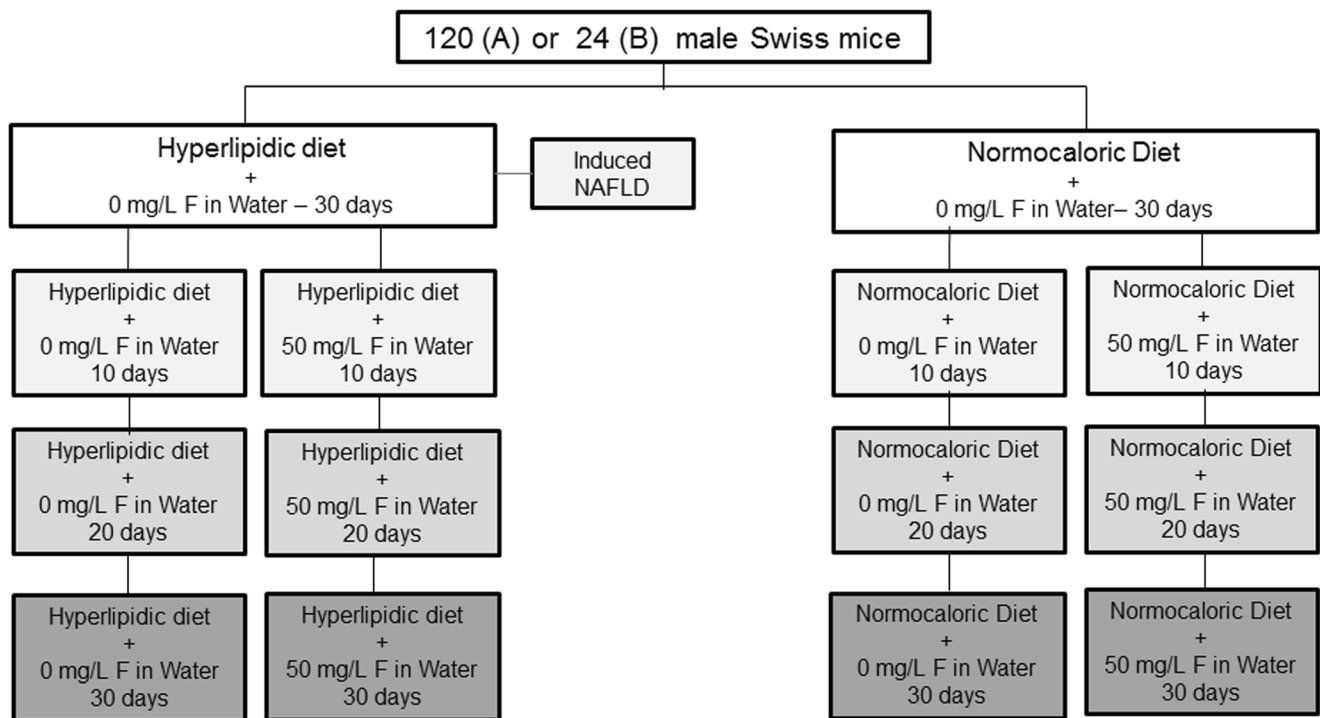 120 (A) or 24 (B) male Swiss mice
Hyperlipidic diet
+
0 mg/L F in Water – 30 days
Induced
NAFLD
Normocaloric Diet
+
0 mg/L F in Water– 30 days
Hyperlipidic diet
+
0 mg/L F in Water
10 days
Hyperlipidic diet
+
50 mg/L F in Water
10 days
Normocaloric Diet
+
0 mg/L F in Water
10 days
Normocaloric Diet
+
50 mg/L F in Water
10 days
Hyperlipidic diet
+
0 mg/L F in Water
20 days
Hyperlipidic diet
+
50 mg/L F in Water
20 days
Normocaloric Diet
+
0 mg/L F in Water
20 days
Normocaloric Diet
+
50 mg/L F in Water
20 days
Hyperlipidic diet
+
0 mg/L F in Water
30 days
Hyperlipidic diet
+
50 mg/L F in Water
30 days
Normocaloric Diet
+
0 mg/L F in Water
30 days
Normocaloric Diet
+
50 mg/L F in Water
30 days